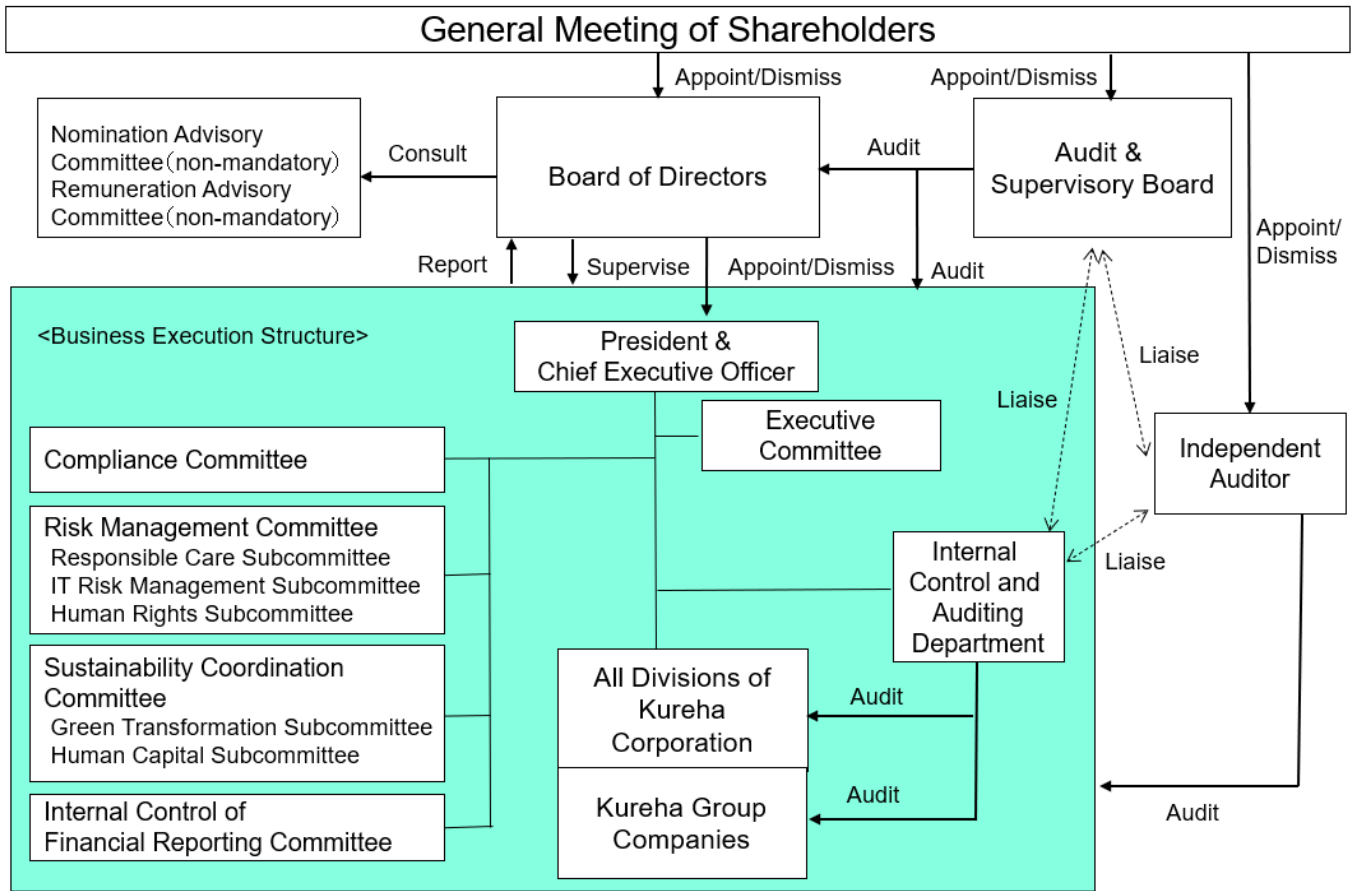 General Meeting of Shareholders
Appoint/Dismiss
Appoint/Dismiss
Nomination Advisory
Committee(non-mandatory)
Remuneration Advisory
Committee(non-mandatory)
Consult
Board of Directors
Audit
Audit &
Supervisory Board
Appoint/
Dismiss
Report
Supervise
Appoint/Dismiss
Audit
<Business Execution Structure>
President &
Chief Executive Officer
Liaise
Liaise
Executive
Committee
Independent
Auditor
Compliance Committee
Risk Management Committee
Responsible Care Subcommittee
IT Risk Management Subcommittee
Human Rights Subcommittee
Internal
Control and
Auditing
Department
Liaise
Sustainability Coordination
Committee
Green Transformation Subcommittee
Human Capital Subcommittee
All Divisions of
Kureha
Corporation
Audit
Internal Control of
Financial Reporting Committee
Kureha Group
Companies
Audit
Audit